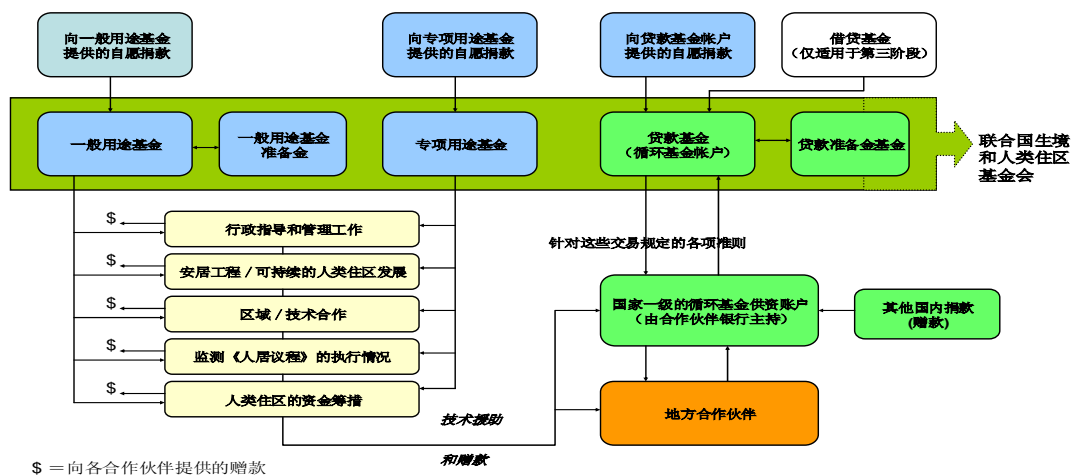 向一般用途基金
提供的自愿捐款
向专项用途基金
提供的自愿捐款
向贷款基金帐户
提供的自愿捐款
借贷基金
（仅适用于第三阶段）
一般用途基金
一般用途基金
准备金
专项用途基金
贷款基金
（循环基金帐户）
贷款准备金基金
联合国生境
和人类住区
基金会
$
行政指导和管理工作
针对这些交易规定的各项准则
$
安居工程/可持续的人类住区发展
国家一级的循环基金供资账户
（由合作伙伴银行主持）
其他国内捐款
(赠款)
$
区域/技术合作
$
监测《人居议程》的执行情况
$
人类住区的资金筹措
地方合作伙伴
技术援助
和赠款
$ ＝向各合作伙伴提供的赠款